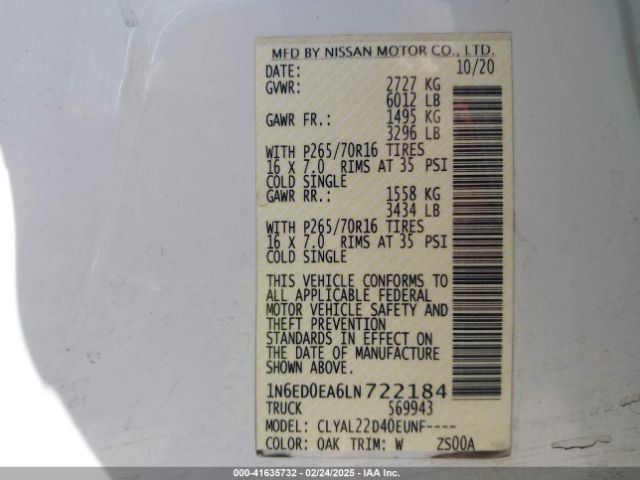 MFD BY NISSAN MOTOR CO., LTD.
DATE: 10/20
GVWR: 2727 KG
6012 LB
GAWR FR.: 1495 KG
3296 LB
WITH P265/70R16 TIRES
16 X 7.0 RIMS AT 35 PSI
COLD SINGLE
GAWR RR.: 1558 KG
3434 LB
WITH P265/70R16 TIRES
16 X 7.0 RIMS AT 35 PSI
COLD SINGLE
THIS VEHICLE CONFORMS TO
ALL APPLICABLE FEDERAL
MOTOR VEHICLE SAFETY AND
THEFT PREVENTION
STANDARDS IN EFFECT ON
THE DATE OF MANUFACTURE
SHOWN ABOVE.
1N6ED0EA6LN722184
TRUCK 569943
MODEL: CLYAL22D40EUNF----
COLOR: QAK TRIM: W ZS00A
000-41635732 - 02/24/2025 - IAA Inc.